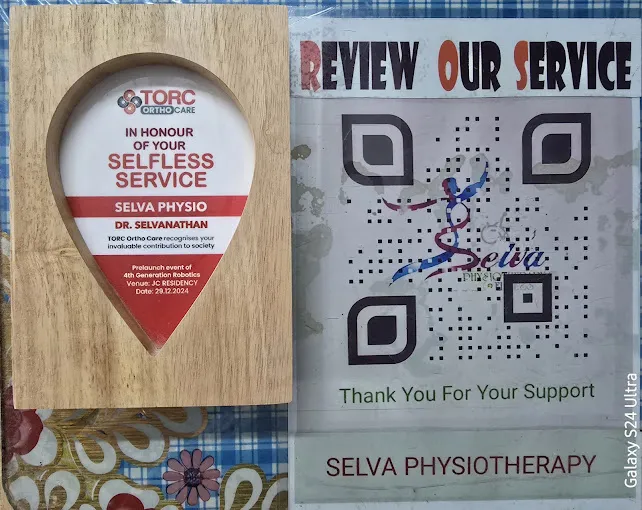 TORC
ORTHO CARE
IN HONOUR
OF YOUR
SELFLESS
SERVICE
SELVA PHYSIO
DR. SELVANATHAN
TORC Ortho Care recognises your
invaluable contribution to society
Prelaunch event of
4th Generation Robotics
Venue: JC RESIDENCY
Date: 29.12.2024
REVIEW OUR SERVICE
Selva
Thank You For Your Support
SELVA PHYSIOTHERAPY
Galaxy S24 Ultra